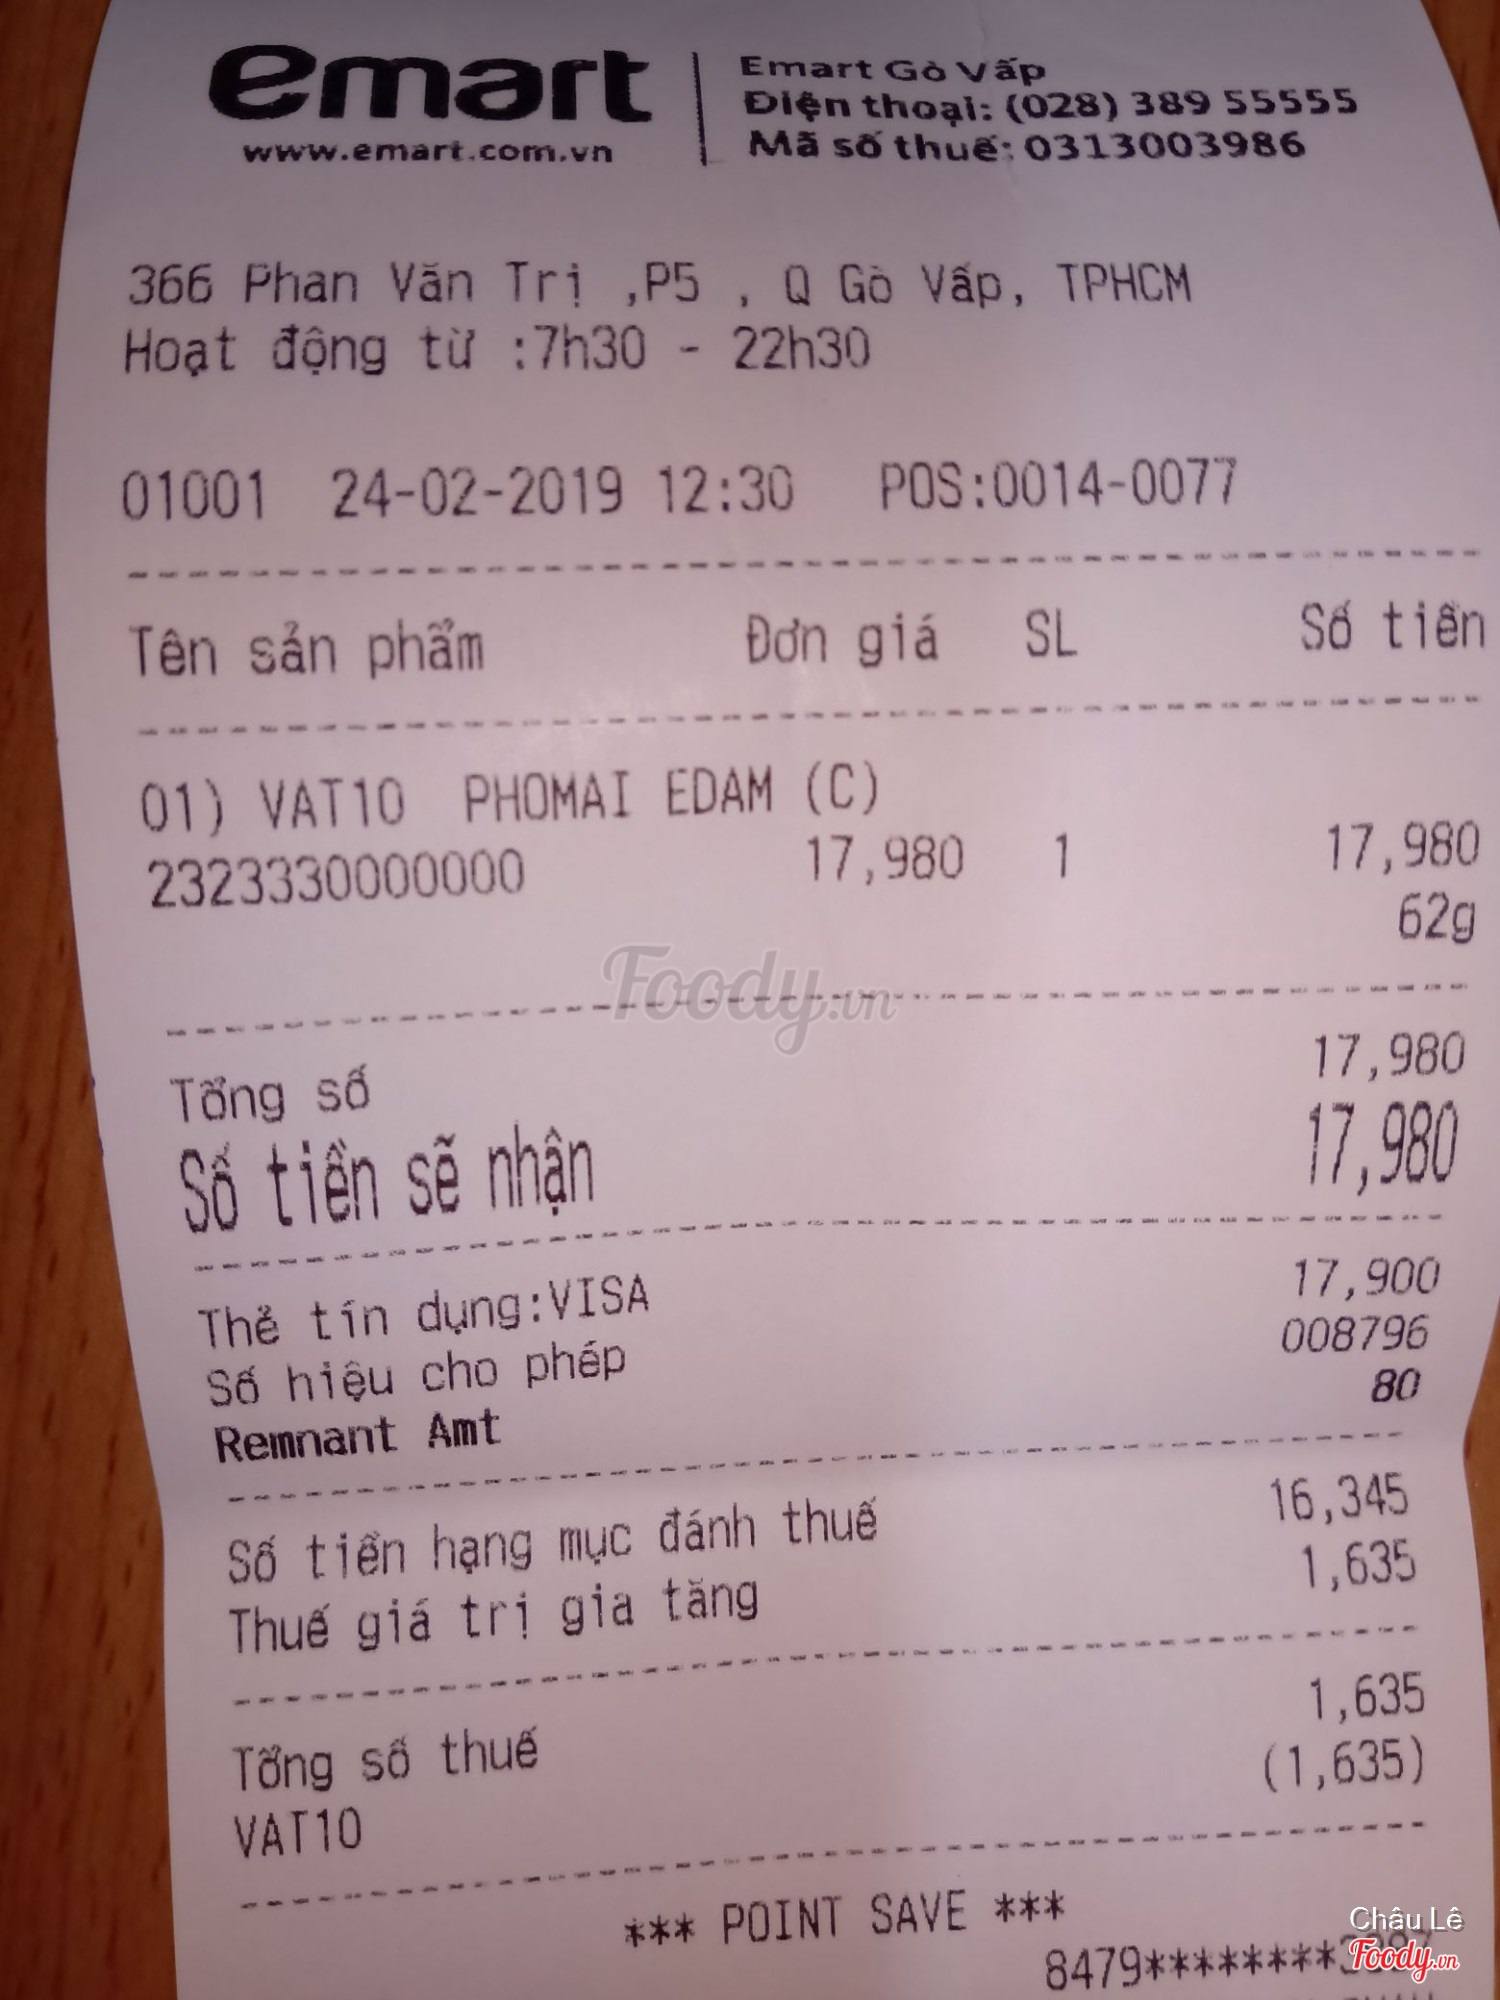 emart
www.emart.com.vn
Emart Gò Vấp
Điện thoại: (028) 389 55555
Mã số thuế: 0313003986
366 Phan Văn Trị ,P5 , Q Gò Vấp, TPHCM
Hoạt động từ :7h30 - 22h30
01001 24-02-2019 12:30 POS:0014-0077
Tên sản phẩm Đơn giá SL Số tiền
01) VAT10 PHOMAI EDAM (C)
2323330000000 17,980 1 17,980
62g
Foody.vn
Tổng số 17,980
Số tiền sẽ nhận 17,980
Thẻ tín dụng:VISA 17,900
Số hiệu cho phép 008796
Remnant Amt 80
Số tiền hạng mục đánh thuế 16,345
Thuế giá trị gia tăng 1,635
Tổng số thuế 1,635
VAT10 (1,635)
*** POINT SAVE ***
Châu Lê
Foody.vn